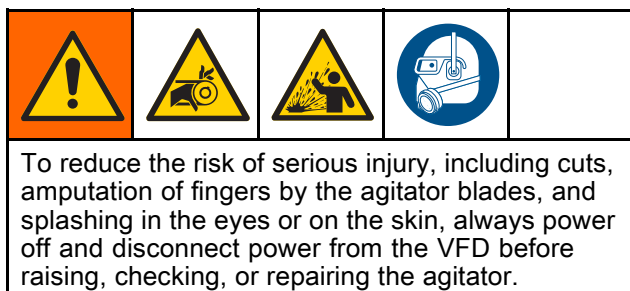 To reduce the risk of serious injury, including cuts,
amputation of fingers by the agitator blades, and
splashing in the eyes or on the skin, always power
off and disconnect power from the VFD before
raising, checking, or repairing the agitator.